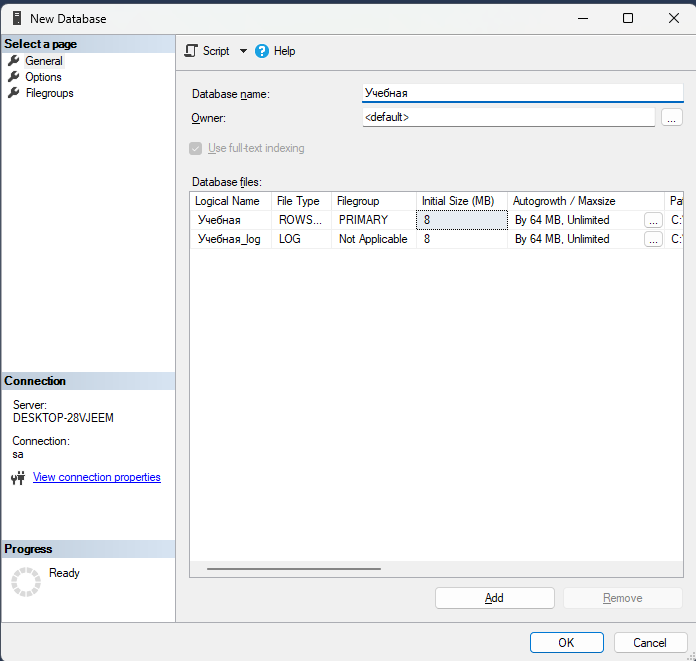 New Database
Select a page
General
Options
Filegroups
Script
Help
Database name:
Учебная
Owner:
<default>
...
Use full-text indexing
Database files:
Logical Name File Type Filegroup Initial Size (MB) Autogrowth / Maxsize
Учебная ROWS... PRIMARY 8 By 64 MB, Unlimited ... C:\
Учебная_log LOG Not Applicable 8 By 64 MB, Unlimited ... C:\
Connection
Server:
DESKTOP-28VJEEM
Connection:
sa
View connection properties
Progress
Ready
Add
Remove
OK
Cancel